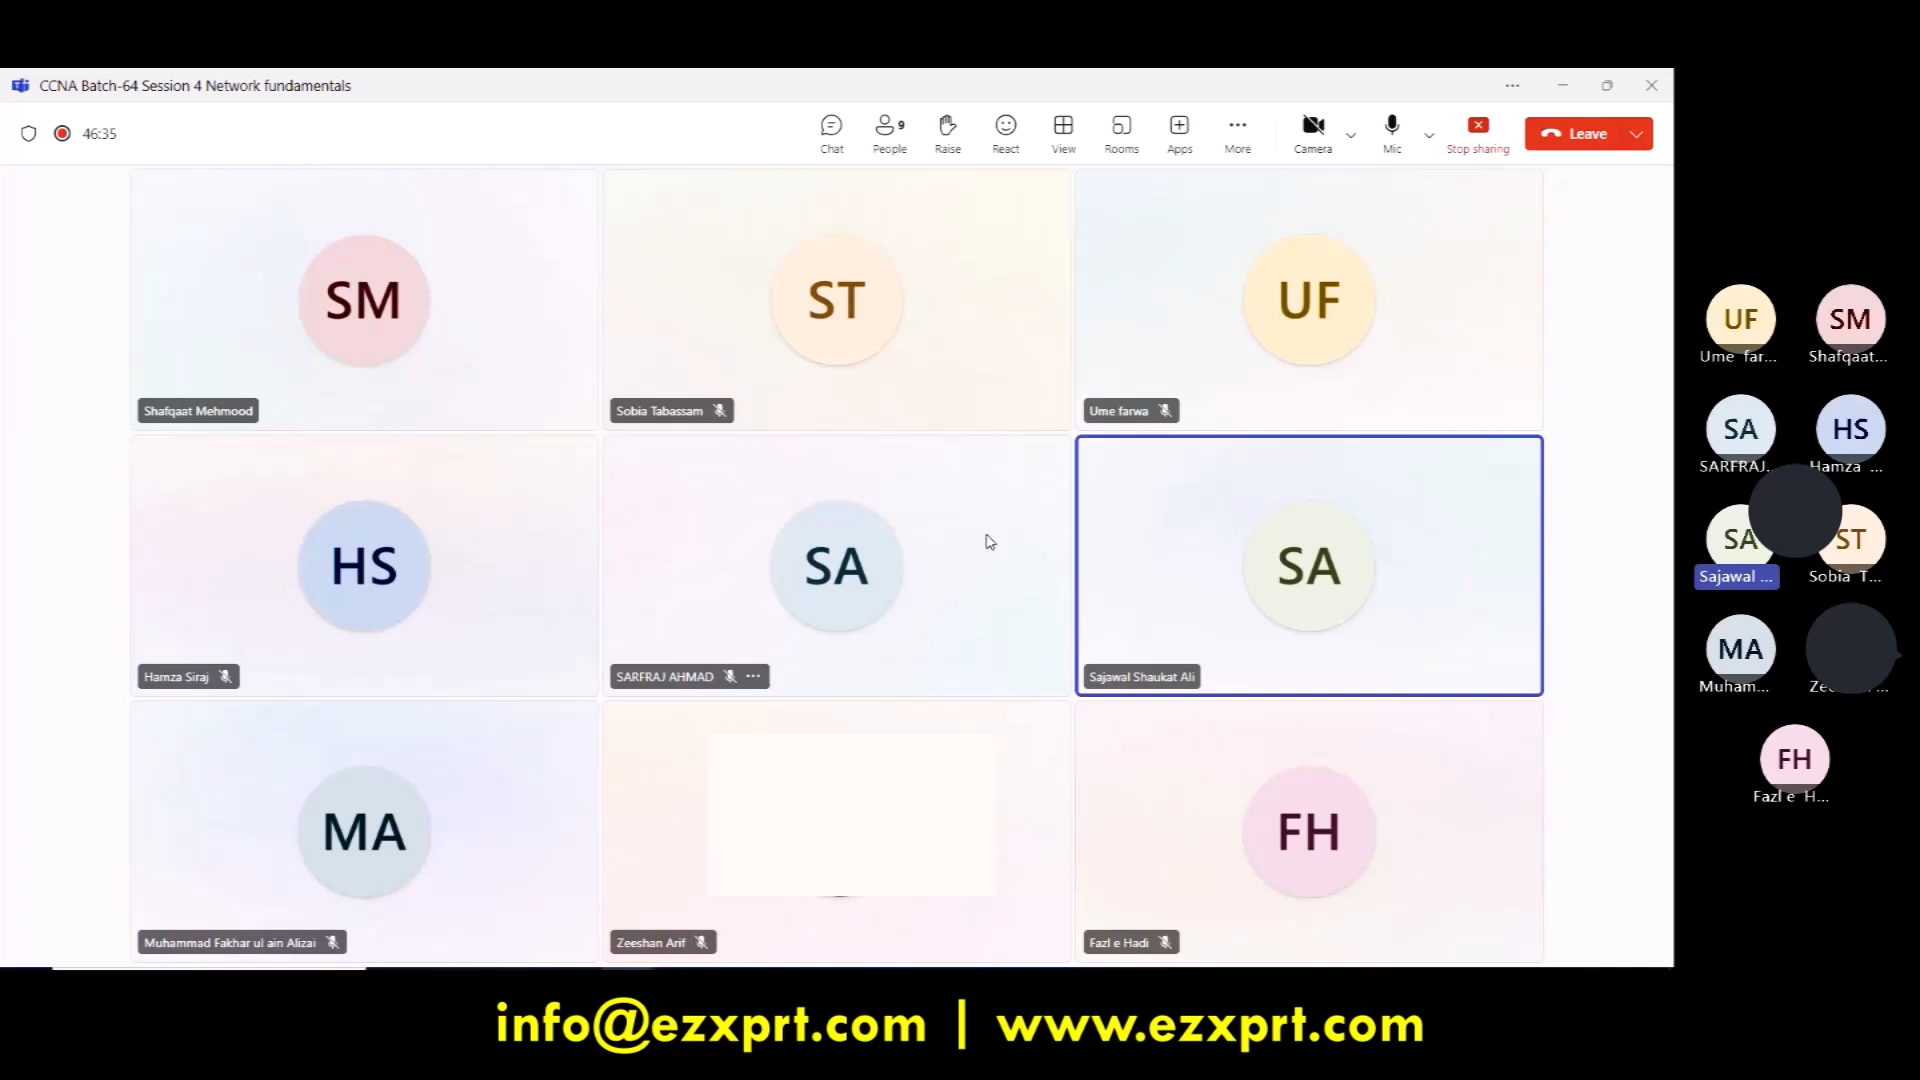 CCNA Batch-64 Session 4 Network fundamentals
46:35
Chat
People
9
Raise
React
View
Rooms
Apps
More
Camera
Mic
Stop sharing
Leave
SM
Shafqaat Mehmood
ST
Sobia Tabassam
UF
Ume farwa
HS
Hamza Siraj
SA
SARFRAJ AHMAD
SA
Sajawal Shaukat Ali
MA
Muhammad Fakhar ul ain Alizai
Zeeshan Arif
FH
Fazl e Hadi
UF
Ume far...
SM
Shafqaat...
SA
SARFRAJ...
HS
Hamza ...
SA
Sajawal ...
ST
Sobia T...
MA
Muham...
FH
Fazl e H...
info@ezxprt.com | www.ezxprt.com